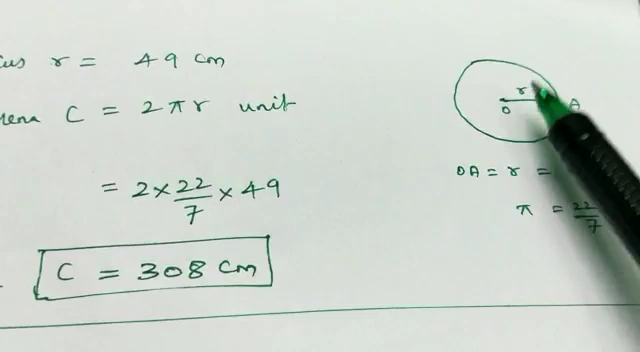 r = 49 cm
C = 2πr unit
= 2 × 22/7 × 49
C = 308 cm
r
O A
OA = r =
π = 22/7